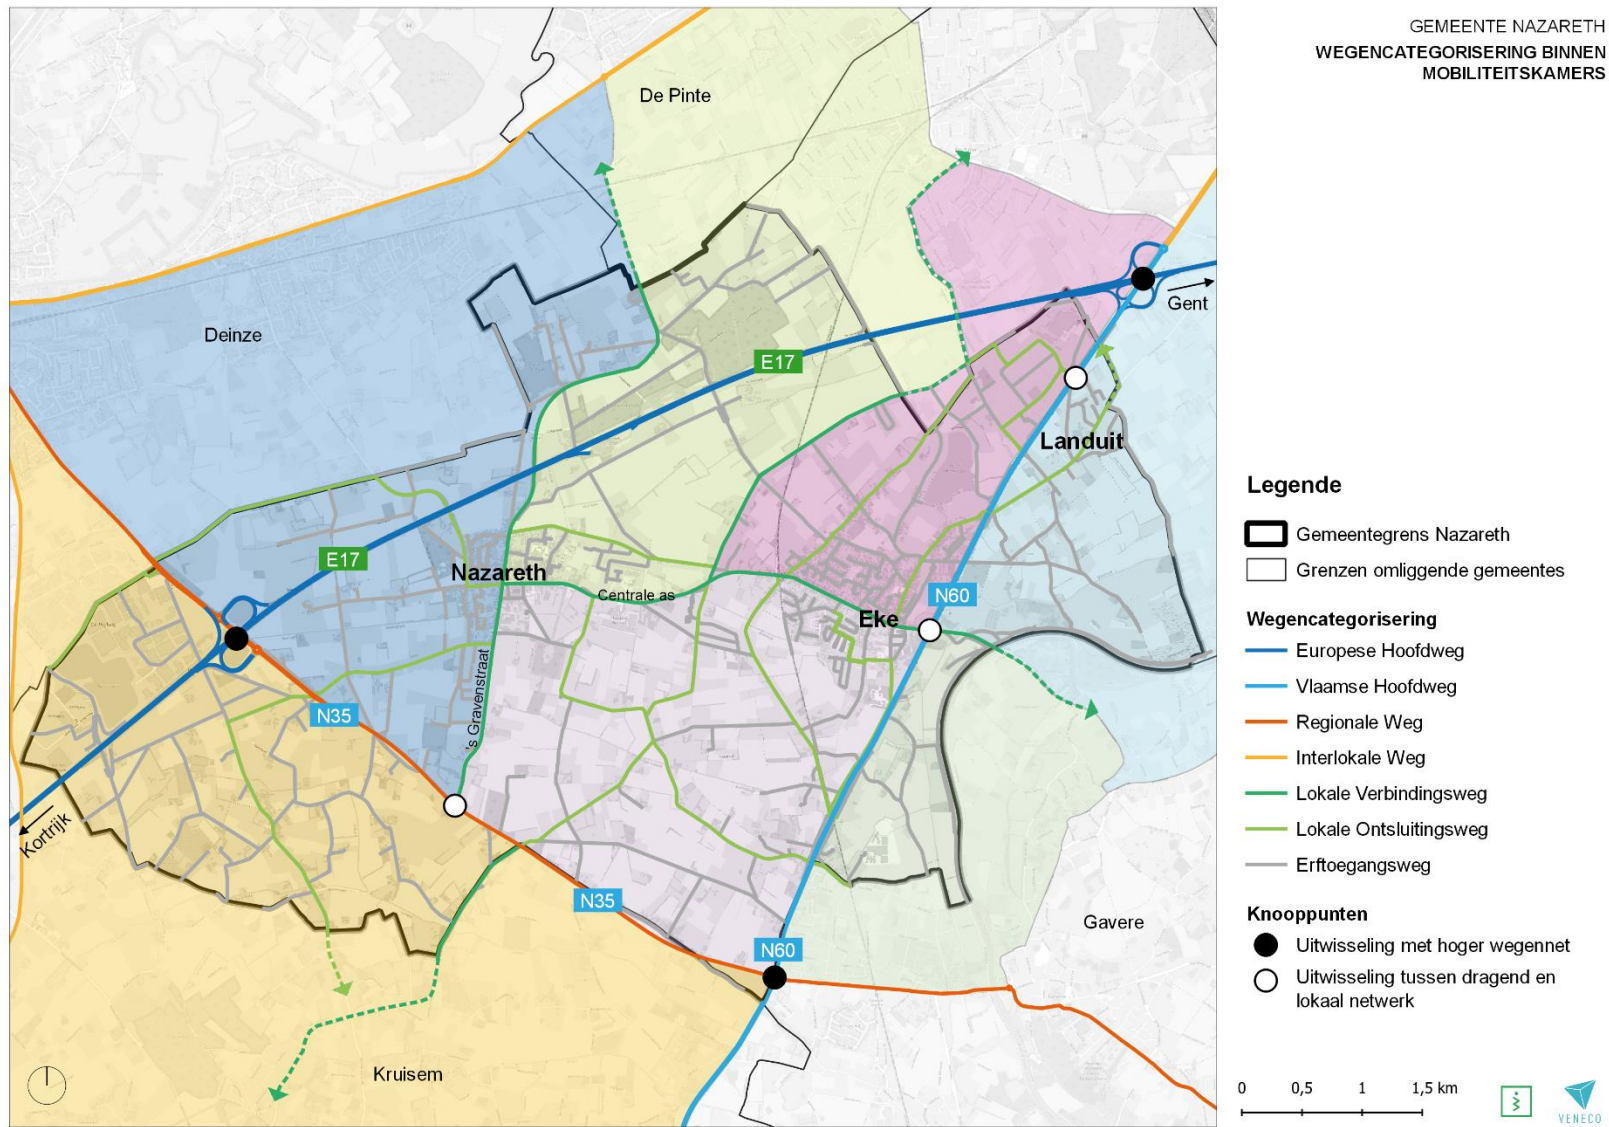 GEMEENTE NAZARETH
WEGENCATEGORISERING BINNEN
MOBILITEITSKAMERS
De Pinte
Deinze
Gent
E17
Landuit
E17
Nazareth
Centrale as
N60
Eke
's Gravenstraat
N35
Kortrijk
N35
N60
Gavere
Kruisem
Legende
Gemeentegrens Nazareth
Grenzen omliggende gemeentes
Wegencategorisering
Europese Hoofdweg
Vlaamse Hoofdweg
Regionale Weg
Interlokale Weg
Lokale Verbindingsweg
Lokale Ontsluitingsweg
Erftoegangsweg
Knooppunten
Uitwisseling met hoger wegennet
Uitwisseling tussen dragend en
lokaal netwerk
0 0,5 1 1,5 km
VENECO